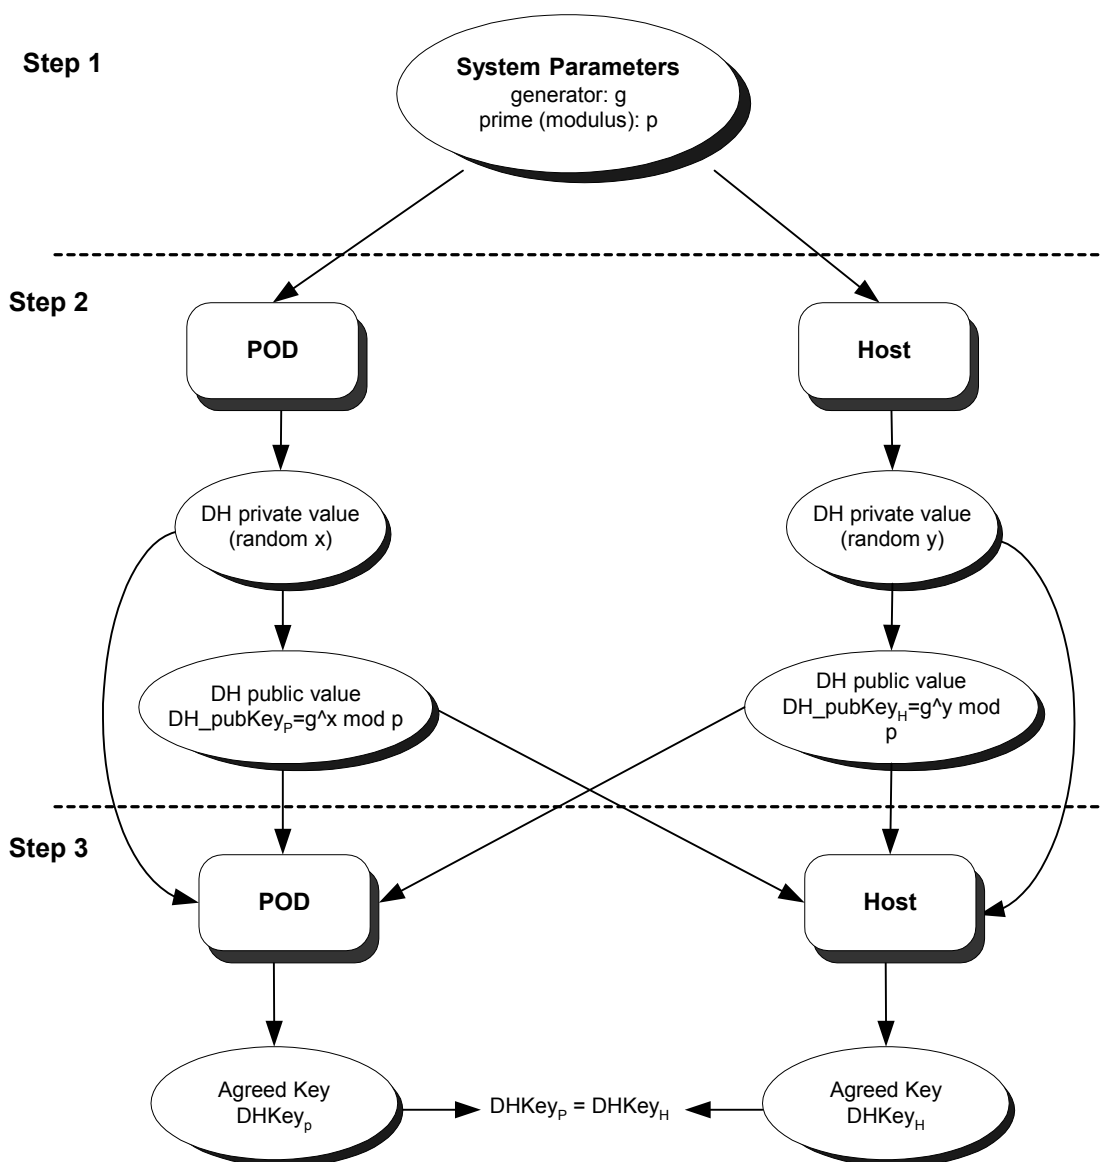 Step 1
System Parameters
generator: g
prime (modulus): p
Step 2
POD
Host
DH private value
(random x)
DH private value
(random y)
DH public value
DH_pubKeyP=g^x mod p
DH public value
DH_pubKeyH=g^y mod
p
Step 3
POD
Host
Agreed Key
DHKeyp
DHKeyP = DHKeyH
Agreed Key
DHKeyH